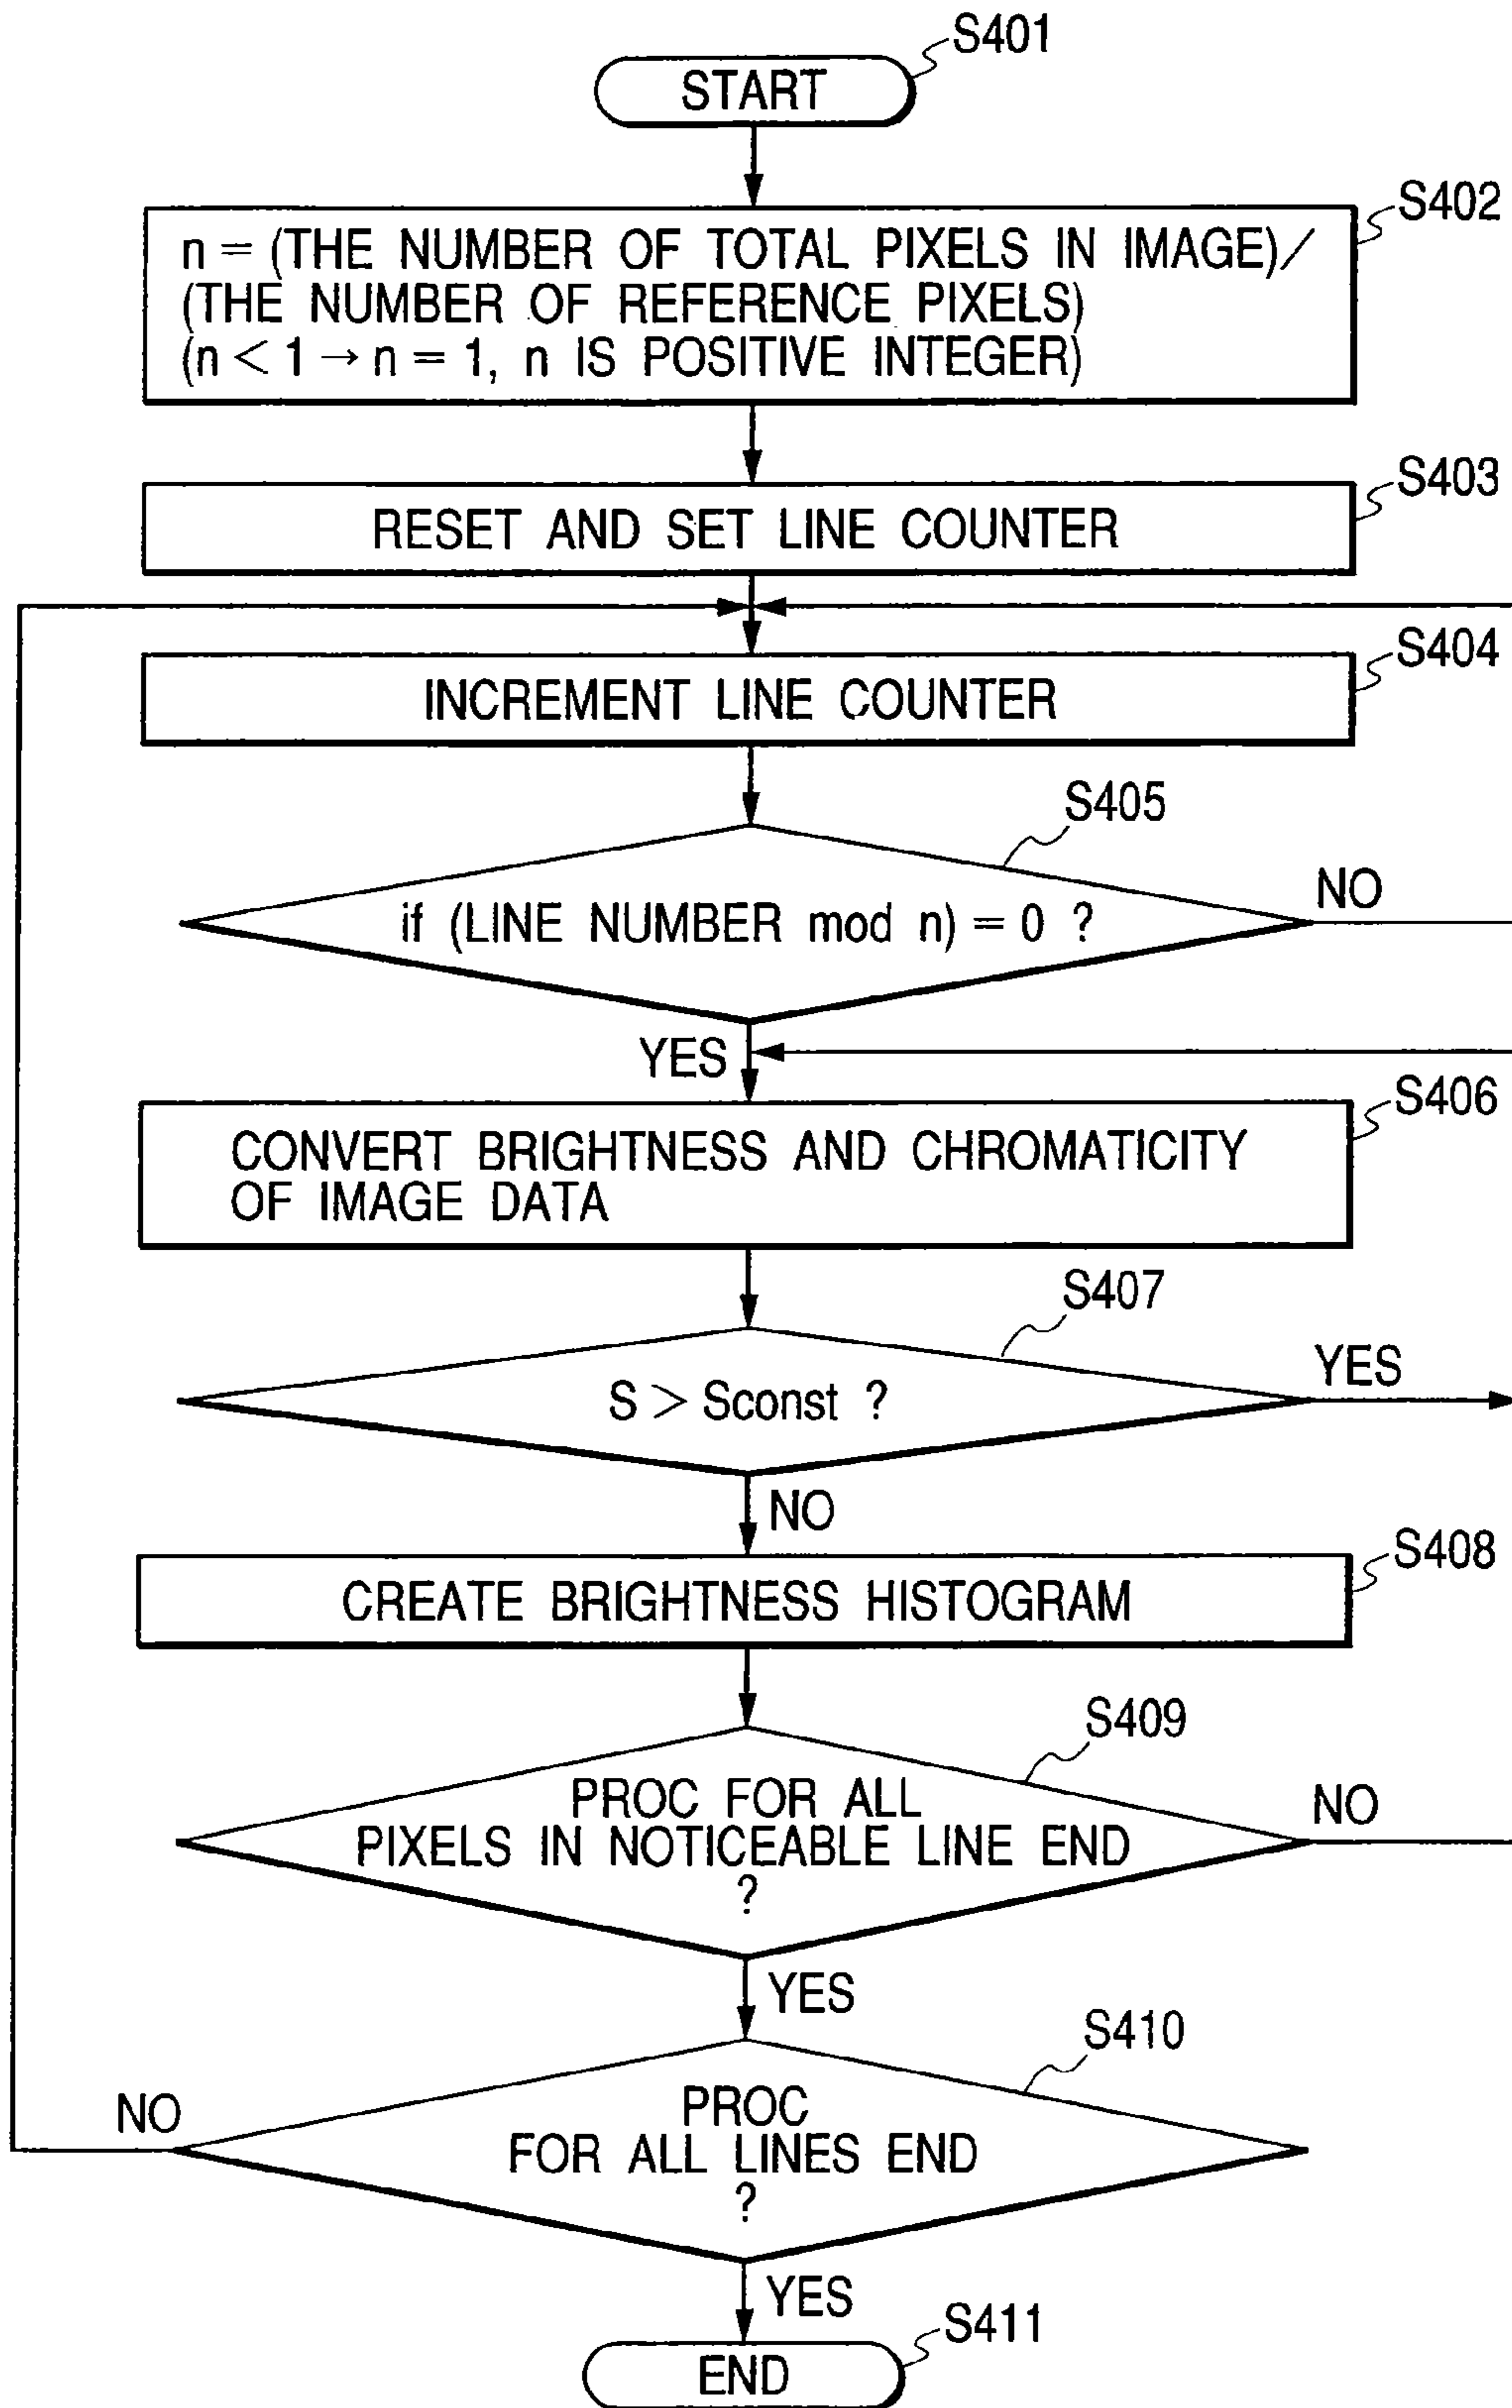 S401
START
S402
n = (THE NUMBER OF TOTAL PIXELS IN IMAGE)/
(THE NUMBER OF REFERENCE PIXELS)
(n < 1 → n = 1, n IS POSITIVE INTEGER)
S403
RESET AND SET LINE COUNTER
S404
INCREMENT LINE COUNTER
S405
if (LINE NUMBER mod n) = 0 ?
NO
YES
S406
CONVERT BRIGHTNESS AND CHROMATICITY
OF IMAGE DATA
S407
S > Sconst ?
YES
NO
S408
CREATE BRIGHTNESS HISTOGRAM
S409
PROC FOR ALL
PIXELS IN NOTICEABLE LINE END
?
NO
YES
S410
PROC
FOR ALL LINES END
?
NO
YES
S411
END